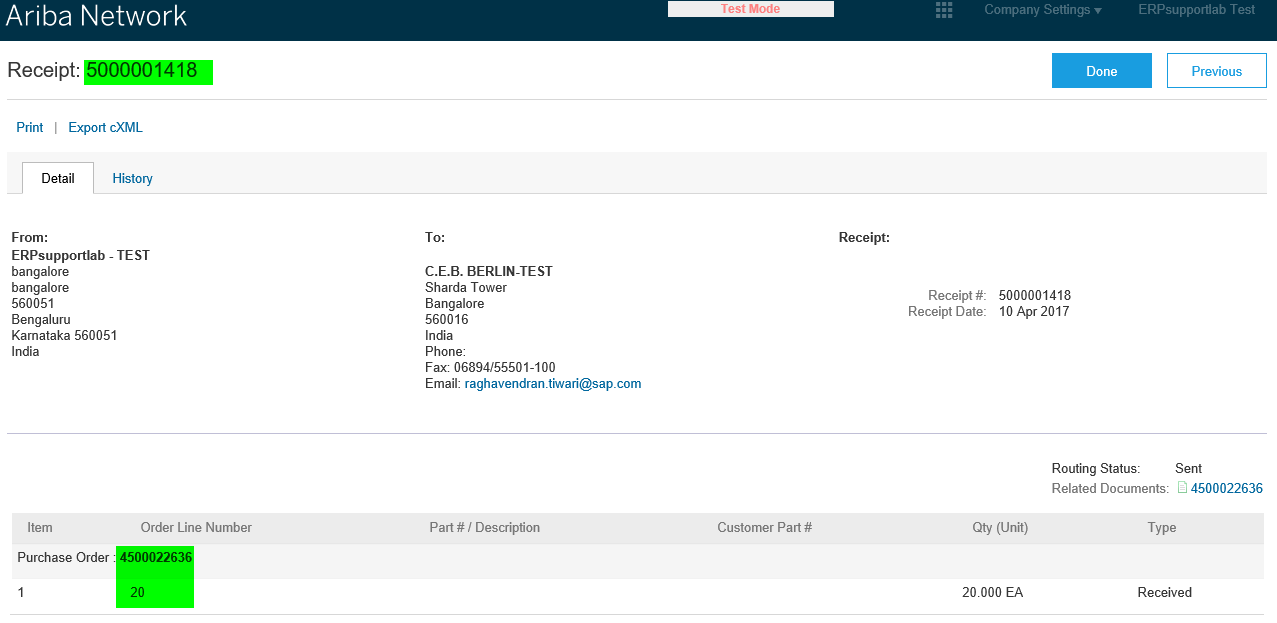 Ariba Network
Test Mode
Company Settings
ERPsupportlab Test
Receipt: 5000001418
Done
Previous
Print | Export cXML
Detail
History
From:
ERPsupportlab - TEST
bangalore
bangalore
560051
Bengaluru
Karnataka 560051
India
To:
C.E.B. BERLIN-TEST
Sharda Tower
Bangalore
560016
India
Phone:
Fax: 06894/55501-100
Email: raghavendran.tiwari@sap.com
Receipt:
Receipt #: 5000001418
Receipt Date: 10 Apr 2017
Routing Status: Sent
Related Documents: 4500022636
Item Order Line Number Part # / Description Customer Part # Qty (Unit) Type
Purchase Order : 4500022636
1 20 20.000 EA Received